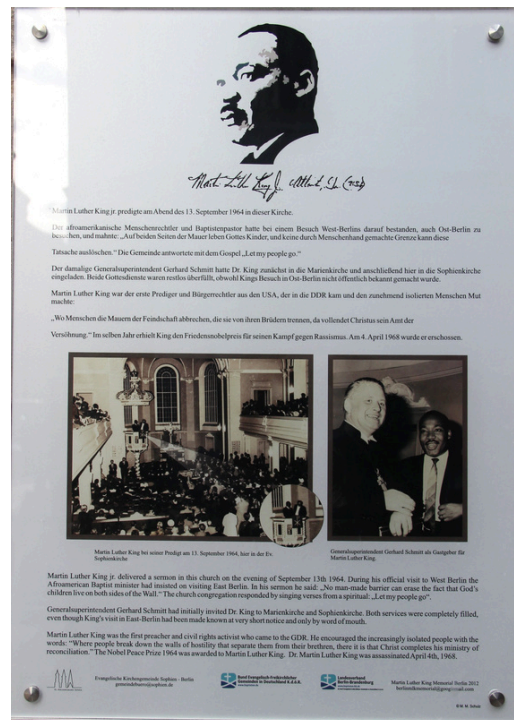 Martin Luther King jr. predigte am Abend des 13. September 1964 in dieser Kirche.
Der afroamerikanische Menschenrechtler und Baptistenpastor hatte bei einem Besuch West-Berlins darauf bestanden, auch Ost-Berlin zu
besuchen, und mahnte: „Auf beiden Seiten der Mauer leben Gottes Kinder, und keine durch Menschenhand gemachte Grenze kann diese
Tatsache auslöschen.“ Die Gemeinde antwortete mit dem Gospel „Let my people go.“
Der damalige Generalsuperintendent Gerhard Schmitt hatte Dr. King zunächst in die Marienkirche und anschließend hier in die Sophienkirche
eingeladen. Beide Gottesdienste waren restlos überfüllt, obwohl Kings Besuch in Ost-Berlin nicht öffentlich bekannt gemacht wurde.
Martin Luther King war der erste Prediger und Bürgerrechtler aus den USA, der in die DDR kam und den zunehmend isolierten Menschen Mut
machte:
„Wo Menschen die Mauern der Feindschaft abbrechen, die sie von ihren Brüdern trennen, da vollendet Christus sein Amt der
Versöhnung.“ Im selben Jahr erhielt King den Friedensnobelpreis für seinen Kampf gegen Rassismus. Am 4. April 1968 wurde er erschossen.
Martin Luther King bei seiner Predigt am 13. September 1964, hier in der Ev.
Sophienkirche
Generalsuperintendent Gerhard Schmitt als Gastgeber für
Martin Luther King.
Martin Luther King jr. delivered a sermon in this church on the evening of September 13th 1964. During his official visit to West Berlin the
Afroamerican Baptist minister had insisted on visiting East Berlin. In his sermon he said: „No man-made barrier can erase the fact that God's
children live on both sides of the Wall.“ The church congregation responded by singing verses from a spiritual: „Let my people go“.
Generalsuperintendent Gerhard Schmitt had initially invited Dr. King to Marienkirche and Sophienkirche. Both services were completely filled,
even though King's visit in East-Berlin had been made known at very short notice and only by word of mouth.
Martin Luther King was the first preacher and civil rights activist who came to the GDR. He encouraged the increasingly isolated people with the
words: “Where people break down the walls of hostility that separate them from their brethren, there it is that Christ completes his ministry of
reconciliation.” The Nobel Peace Prize 1964 was awarded to Martin Luther King. Dr. Martin Luther King was assassinated April 4th, 1968.
Evangelische Kirchengemeinde Sophien - Berlin
Bund Evangelisch-Freikirchlicher
Gemeinden in Deutschland K.d.ö.R.
Landesverband
Berlin-Brandenburg
Martin Luther King Memorial Berlin 2012